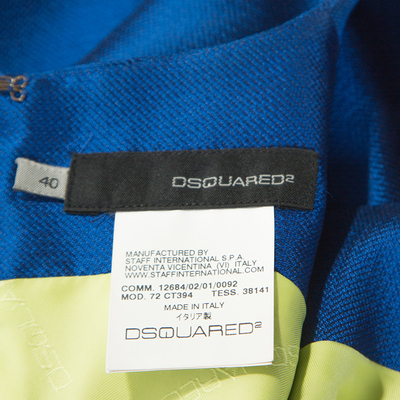 40
DSQUARED2
MANUFACTURED BY
STAFF INTERNATIONAL S.P.A.
NOVENTA VICENTINA (VI) ITALY
WWW.STAFFINTERNATIONAL.COM
COMM. 12684/02/01/0092
MOD. 72 CT394 TESS. 38141
MADE IN ITALY
イタリア製
DSQUARED2